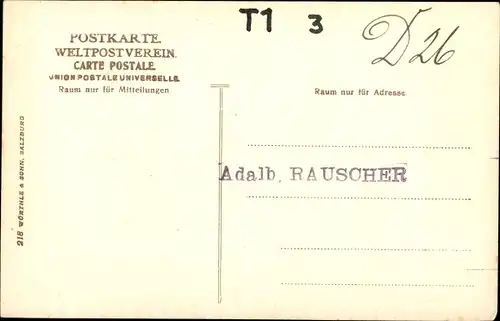 T1 3 D26
POSTKARTE.
WELTPOSTVEREIN.
CARTE POSTALE.
UNION POSTALE UNIVERSELLE.
Raum nur für Mitteilungen
Raum nur für Adresse
Adalb. RAUSCHER
218 WÜRTHLE & SOHN, SALZBURG